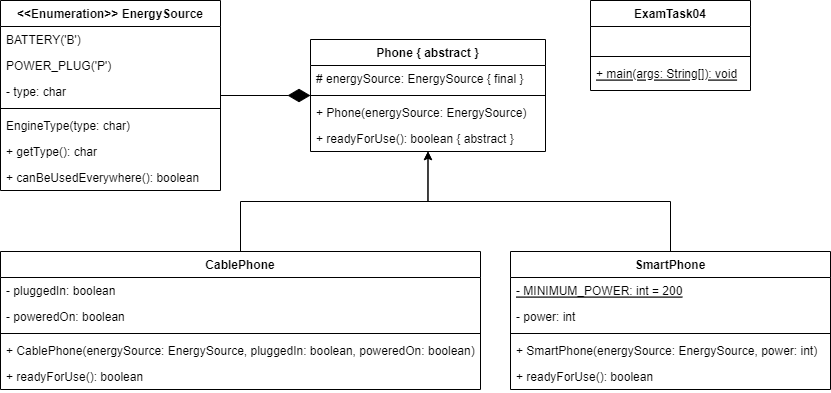 <<Enumeration>> EnergySource
BATTERY('B')
POWER_PLUG('P')
- type: char
EngineType(type: char)
+ getType(): char
+ canBeUsedEverywhere(): boolean
Phone { abstract }
# energySource: EnergySource { final }
+ Phone(energySource: EnergySource)
+ readyForUse(): boolean { abstract }
ExamTask04
+ main(args: String[]): void
CablePhone
- pluggedIn: boolean
- poweredOn: boolean
+ CablePhone(energySource: EnergySource, pluggedIn: boolean, poweredOn: boolean)
+ readyForUse(): boolean
SmartPhone
- MINIMUM_POWER: int = 200
- power: int
+ SmartPhone(energySource: EnergySource, power: int)
+ readyForUse(): boolean